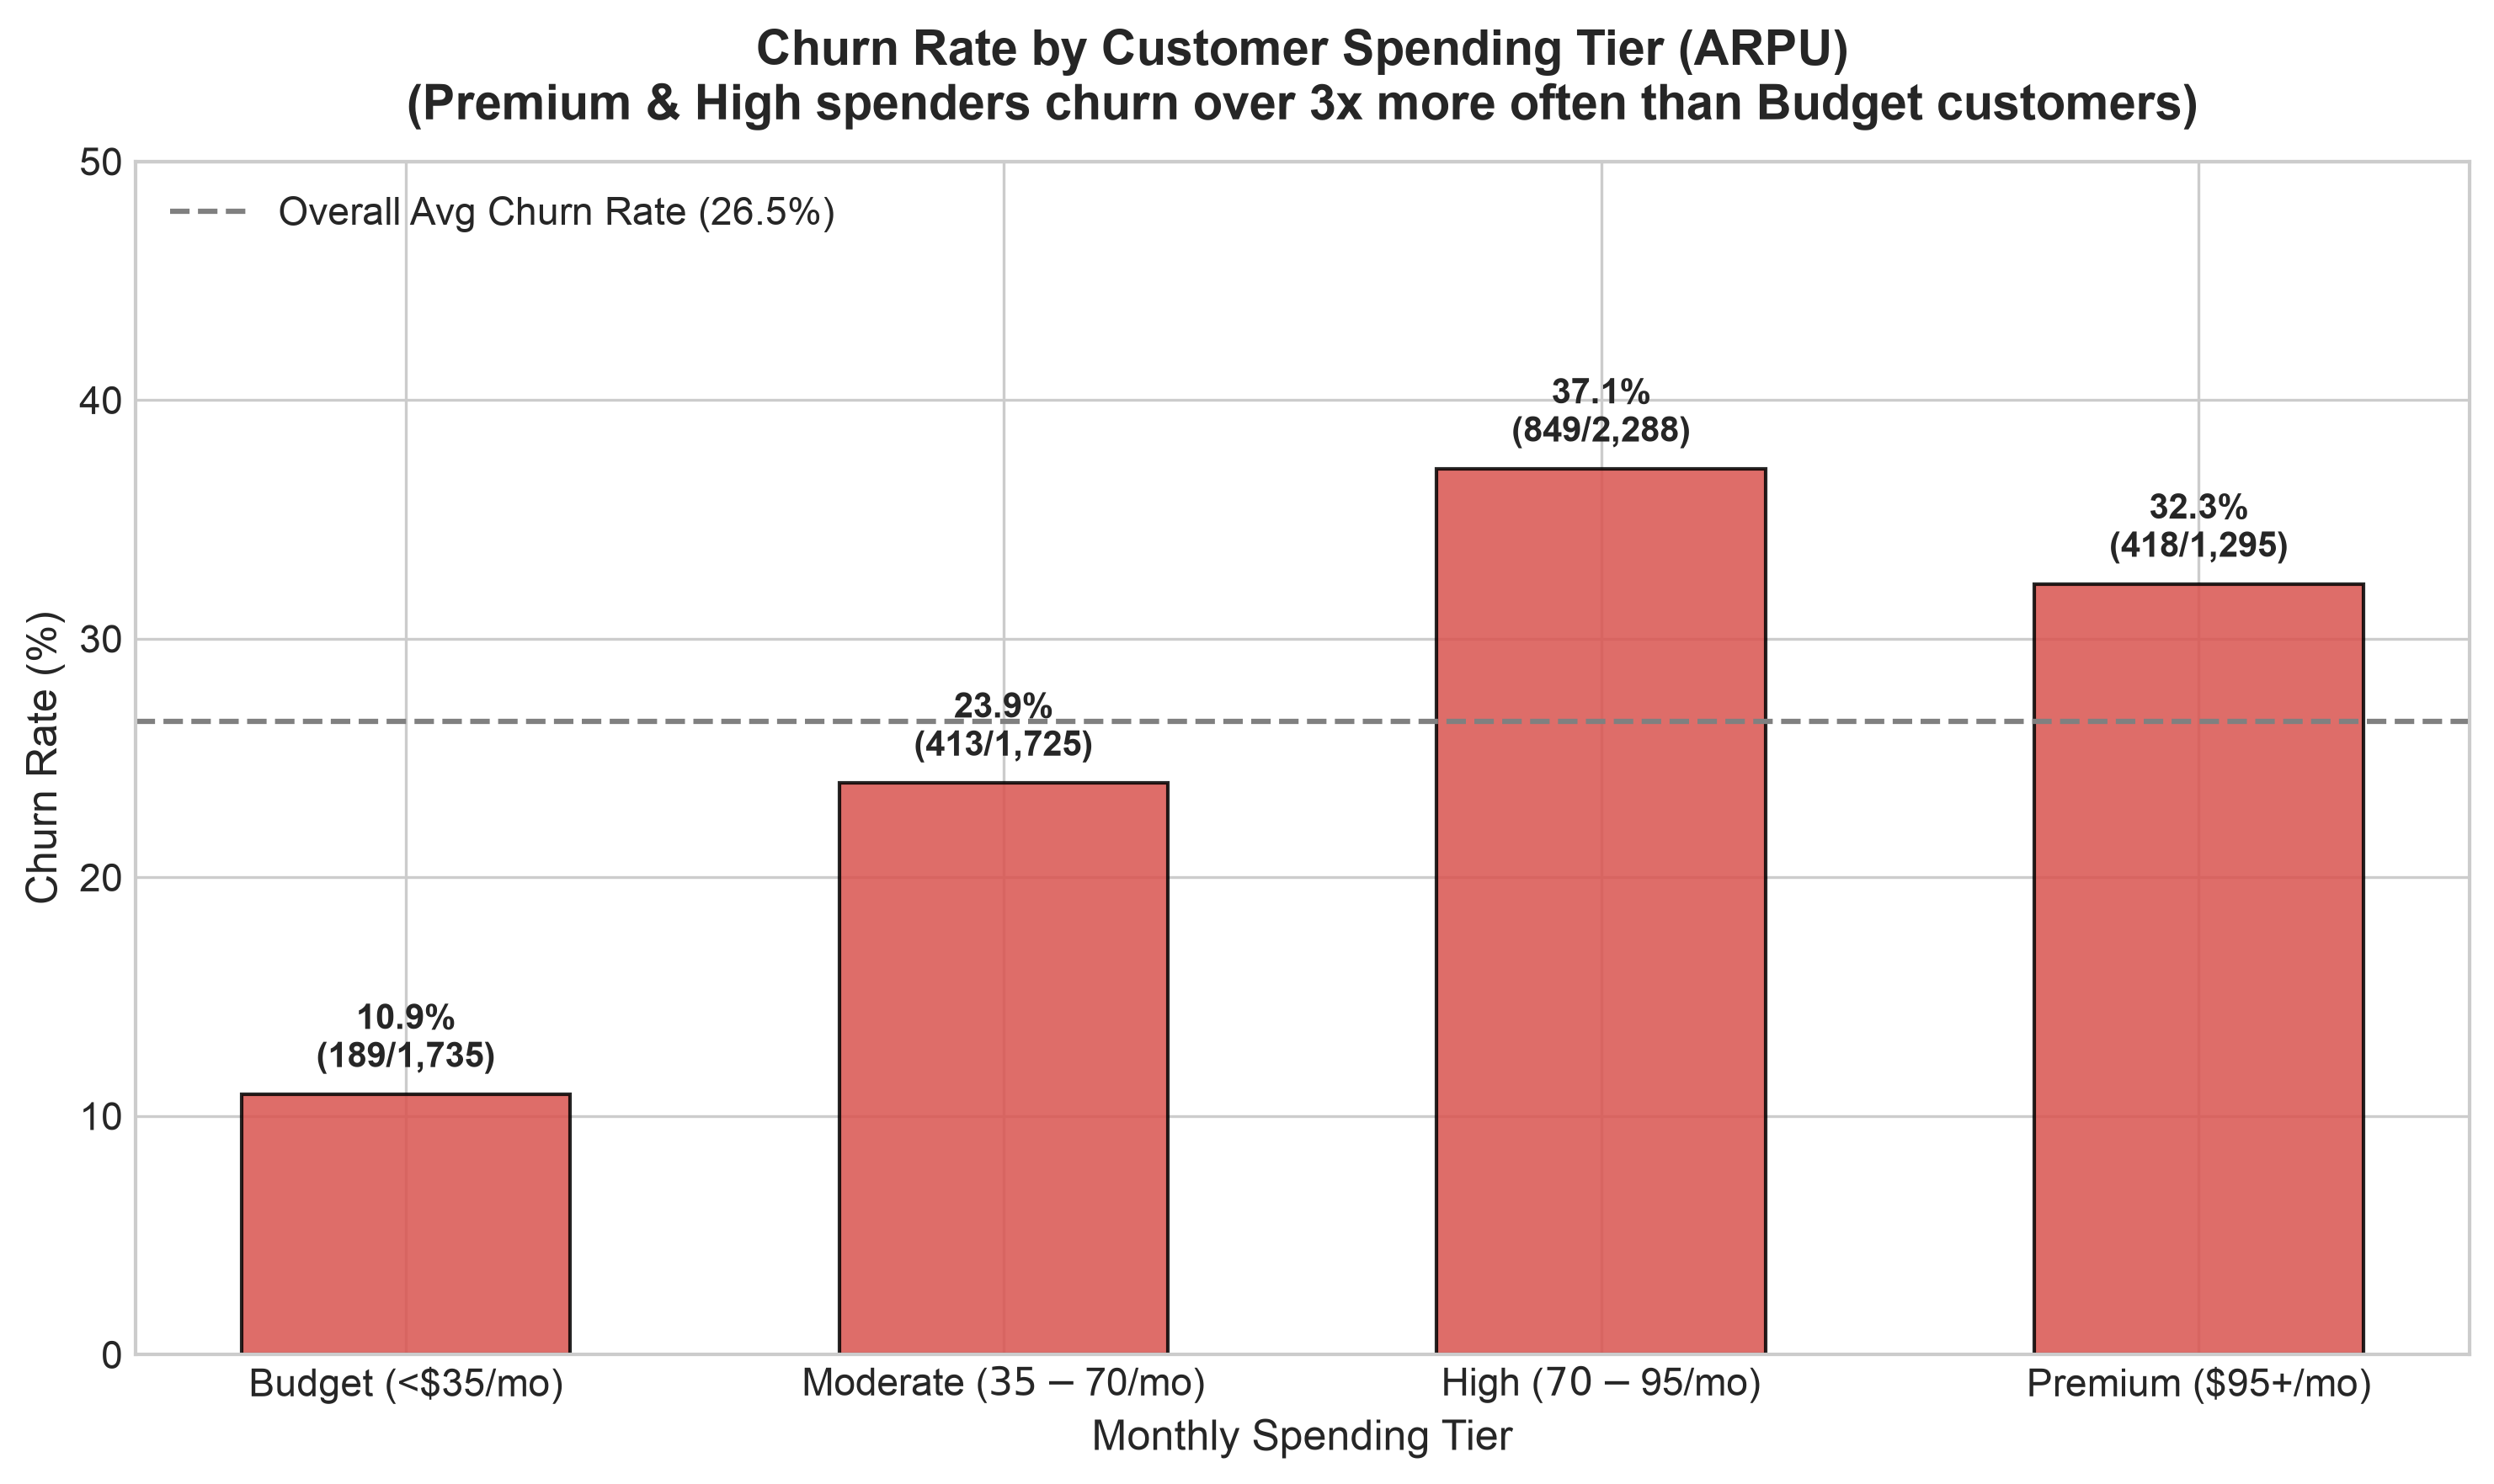 Churn Rate by Customer Spending Tier (ARPU)
(Premium & High spenders churn over 3x more often than Budget customers)
50
Overall Avg Churn Rate (26.5%)
40
30
20
10
0
Churn Rate (%)
10.9%
(189/1,735)
23.9%
(413/1,725)
37.1%
(849/2,288)
32.3%
(418/1,295)
Budget (<$35/mo)
Moderate (35 − 70/mo)
High (70 − 95/mo)
Premium ($95+/mo)
Monthly Spending Tier